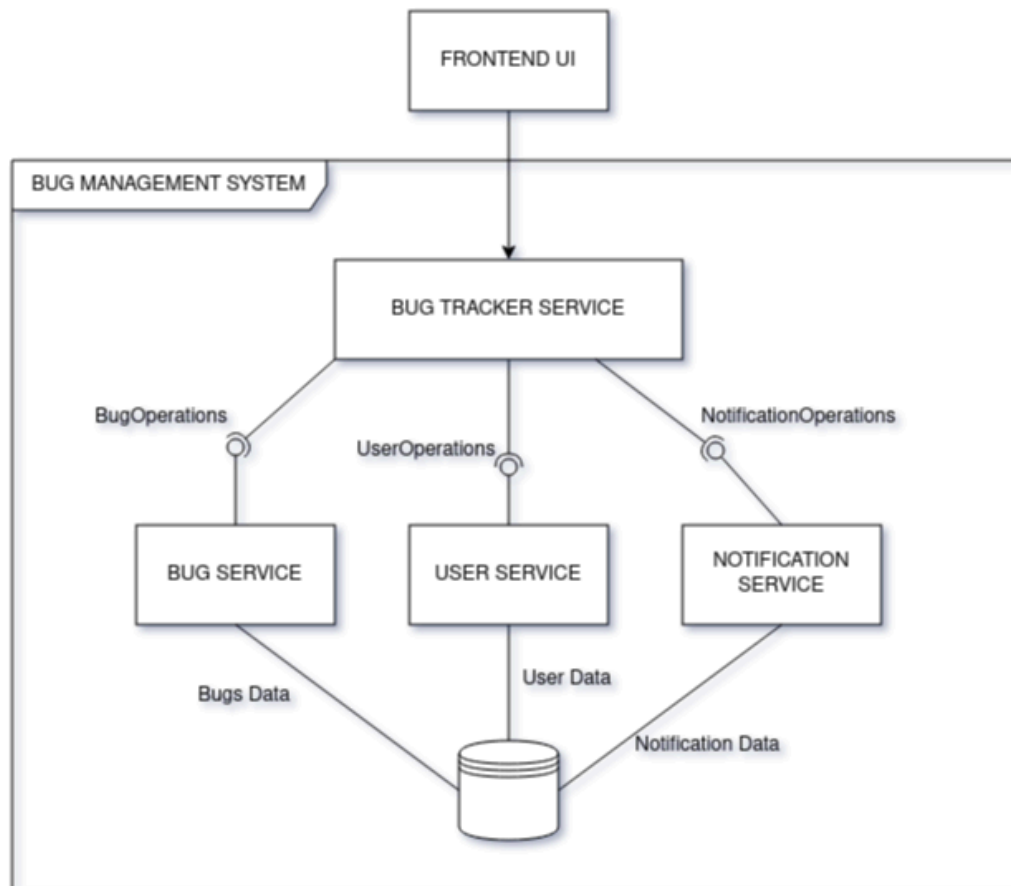 FRONTEND UI
BUG MANAGEMENT SYSTEM
BUG TRACKER SERVICE
BugOperations
UserOperations
NotificationOperations
BUG SERVICE
USER SERVICE
NOTIFICATION
SERVICE
Bugs Data
User Data
Notification Data